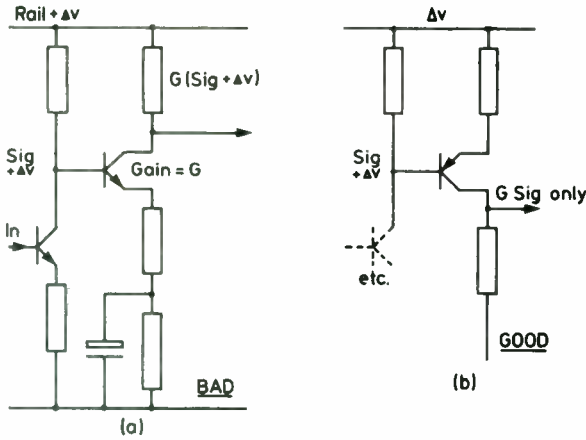 Rail + Δv
G (Sig + Δv)
Sig
+Δv
Gain = G
In
BAD
(a)
Δv
Sig
+Δv
G Sig only
etc.
GOOD
(b)